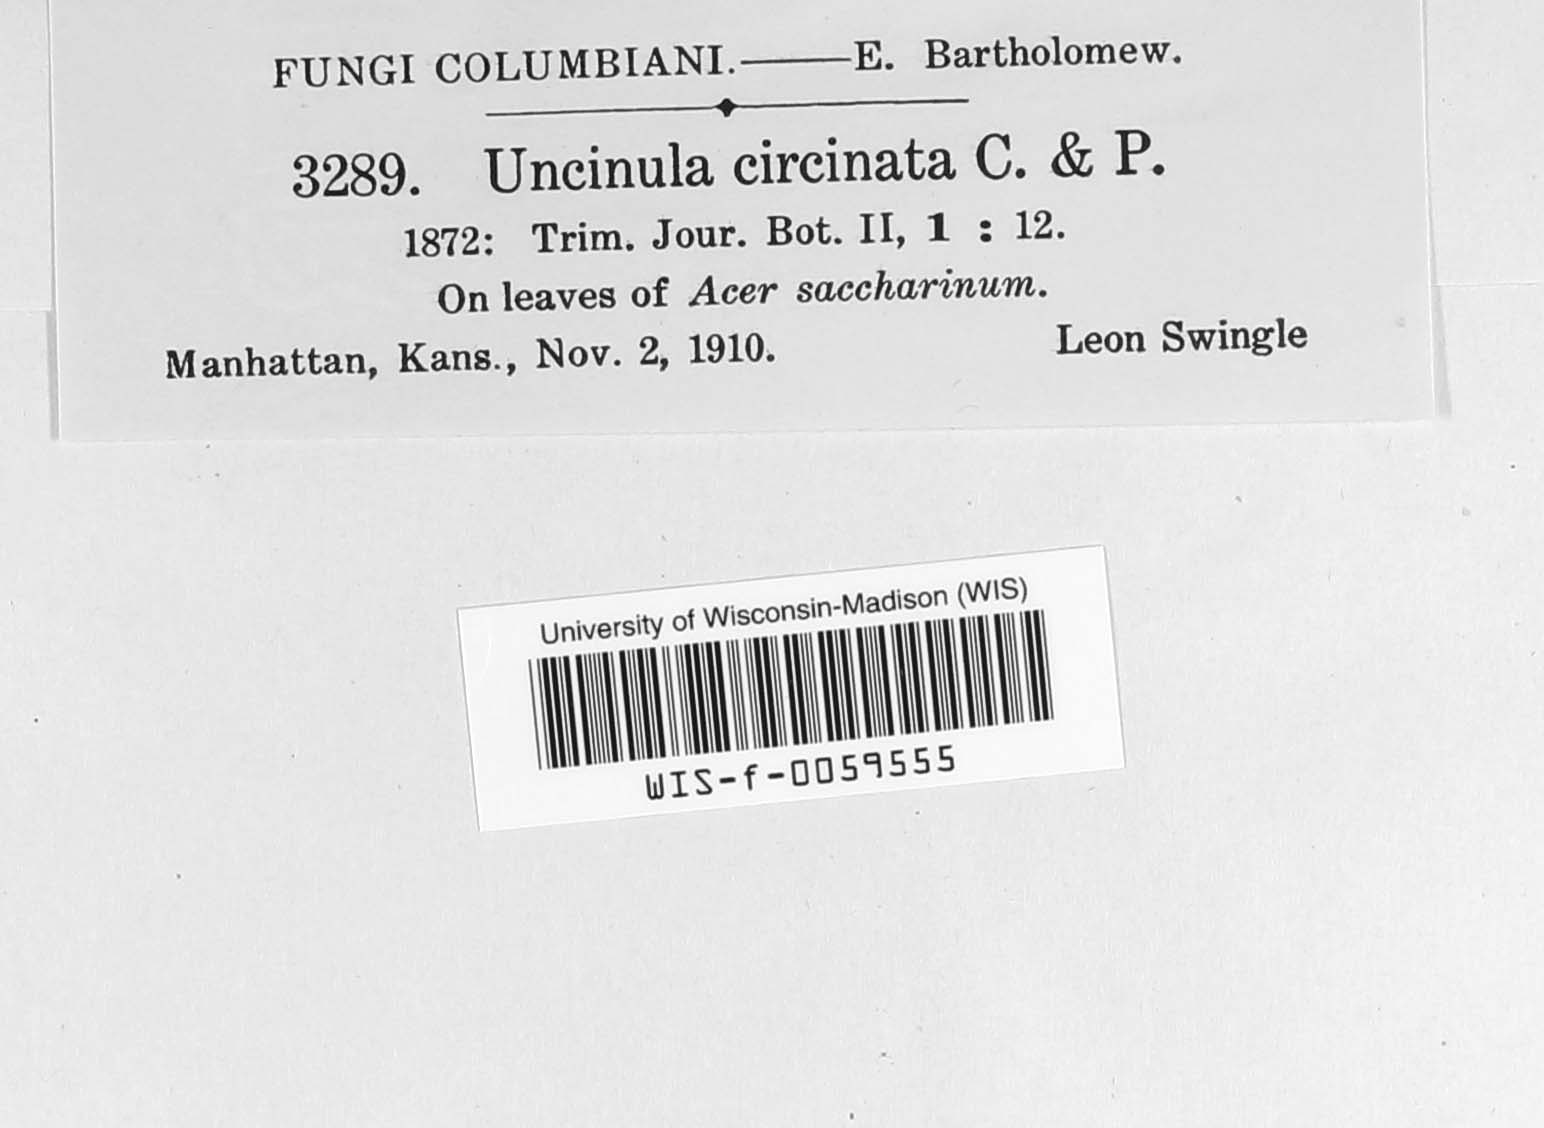 FUNGI COLUMBIANI.——E. Bartholomew.
3289. Uncinula circinata C. & P.
1872: Trim. Jour. Bot. II, 1 : 12.
On leaves of Acer saccharinum.
Manhattan, Kans., Nov. 2, 1910. Leon Swingle
University of Wisconsin-Madison (WIS)
WIS-f-0059555